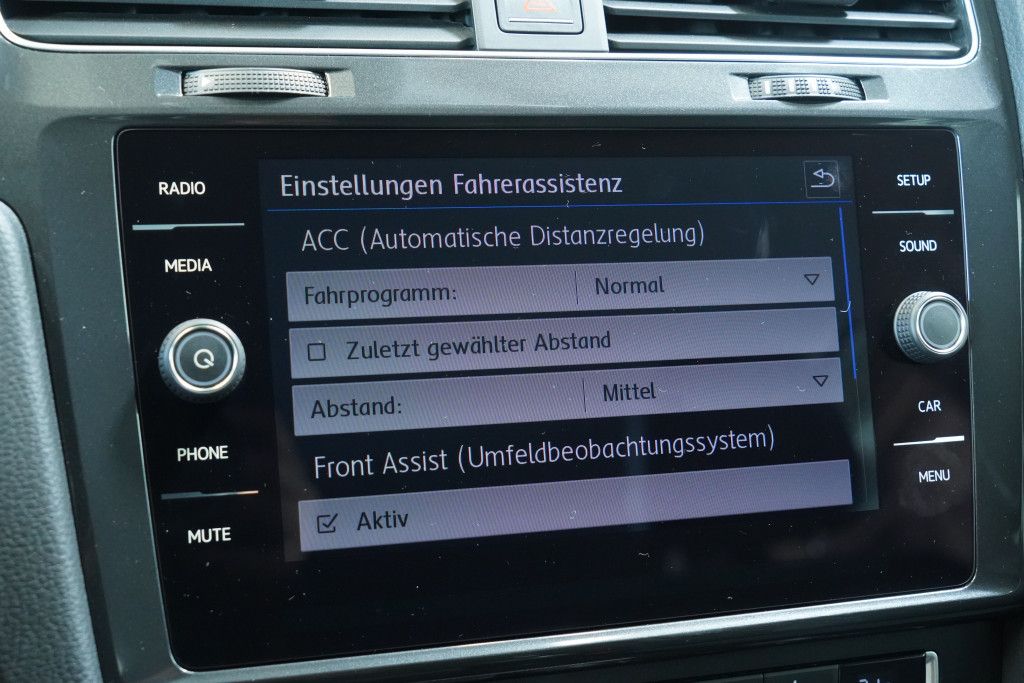 RADIO
MEDIA
PHONE
MUTE
Einstellungen Fahrerassistenz
ACC (Automatische Distanzregelung)
Fahrprogramm: Normal
Zuletzt gewählter Abstand
Abstand: Mittel
Front Assist (Umfeldbeobachtungssystem)
Aktiv
SETUP
SOUND
CAR
MENU